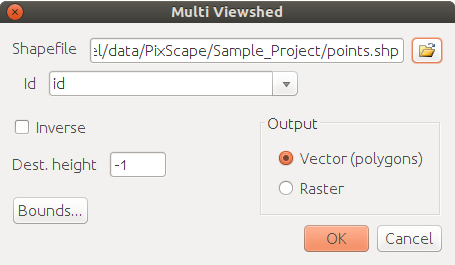 Multi Viewshed
Shapefile el/data/PixScape/Sample_Project/points.shp
Id id
Inverse
Dest. height -1
Bounds...
Output
Vector (polygons)
Raster
OK Cancel